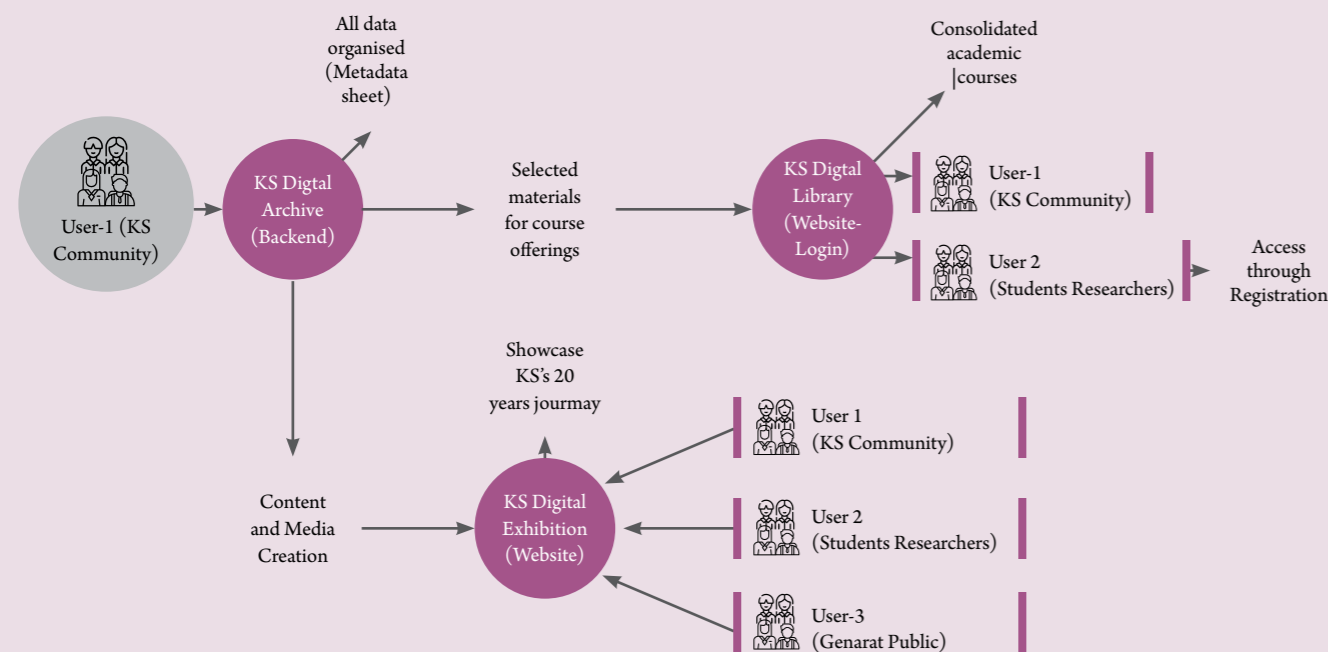 All data
organised
(Metadata
sheet)
Consolidated
academic
|courses
User-1 (KS
Community)
KS Digtal
Archive
(Backend)
Selected
materials
for course
offerings
KS Digtal
Library
(Website-
Login)
User-1
(KS Community)
User 2
(Students Researchers)
Access
through
Registration
Showcase
KS's 20
years jourmay
Content
and Media
Creation
KS Digital
Exhibition
(Website)
User 1
(KS Community)
User 2
(Students Researchers)
User-3
(Genarat Public)